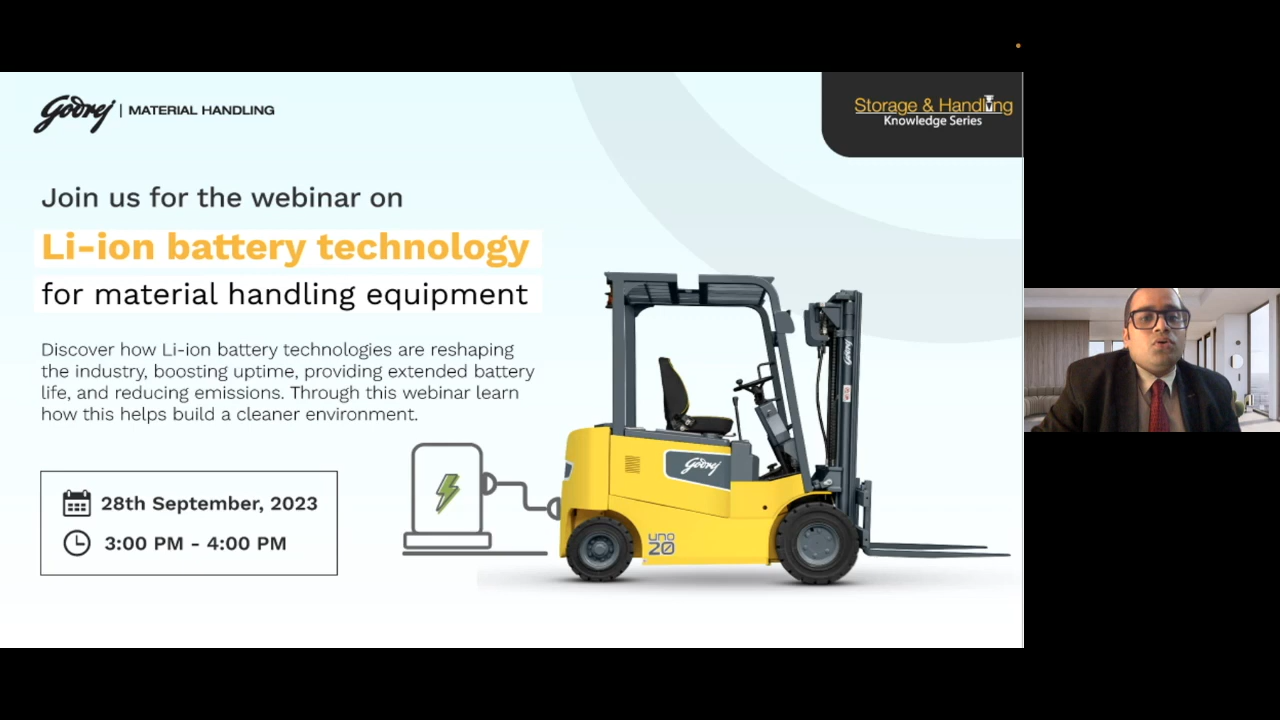 Godrej | MATERIAL HANDLING
Storage & Handling
Knowledge Series
Join us for the webinar on
Li-ion battery technology
for material handling equipment
Discover how Li-ion battery technologies are reshaping
the industry, boosting uptime, providing extended battery
life, and reducing emissions. Through this webinar learn
how this helps build a cleaner environment.
28th September, 2023
3:00 PM - 4:00 PM
Godrej
Godrej
uno
20